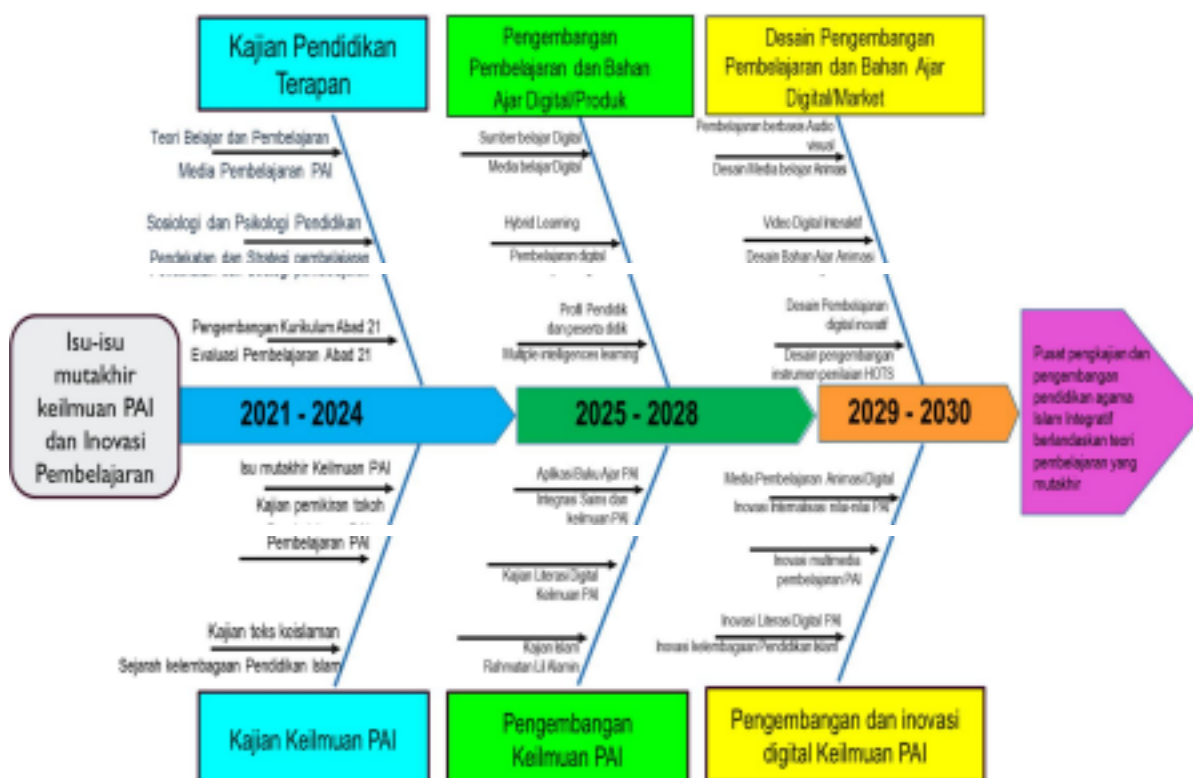 Kajian Pendidikan
Terapan
Pengembangan
Pembelajaran dan Bahan
Ajar Digital/Produk
Desain Pengembangan
Pembelajaran dan Bahan Ajar
Digital/Market
Teori Belajar dan Pembelajaran
Media Pembelajaran PAI
Sosiologi dan Psikologi Pendidikan
Pendekatan dan Strategi pembelajaran
Pengembangan Kurikulum Abad 21
Evaluasi Pembelajaran Abad 21
Sumber belajar Digital
Media belajar Digital
Hybrid Learning
Pembelajaran digital
Profil Pendidik
dan peserta didik
Multiple intelligences learning
Pembelajaran berbasis Audio
visual
Desain Media belajar Animasi
Video Digital Interaktif
Desain Bahan Ajar Animasi
Desain Pembelajaran
digital inovatif
Desain pengembangan
instrumen penilaian HOTS
Isu-isu
mutakhir
keilmuan PAI
dan Inovasi
Pembelajaran
2021 - 2024
2025 - 2028
2029 - 2030
Pusat pengkajian dan
pengembangan
pendidikan agama
Islam Integratif
berlandaskan teori
pembelajaran yang
mutakhir
Isu mutakhir Keilmuan PAI
Kajian pemikiran tokoh
Pembelajaran PAI
Kajian teks keislaman
Sejarah kelembagaan Pendidikan Islam
Aplikasi Buku Ajar PAI
Integrasi Sains dan
keilmuan PAI
Kajian Literasi Digital
Keilmuan PAI
Kajian Islam
Rahmatan Lil Alamin
Media Pembelajaran Animasi Digital
Inovasi Internalisasi nilai-nilai PAI
Inovasi multimedia
pembelajaran PAI
Inovasi Literasi Digital PAI
Inovasi kelembagaan Pendidikan Islam
Kajian Keilmuan PAI
Pengembangan
Keilmuan PAI
Pengembangan dan inovasi
digital Keilmuan PAI